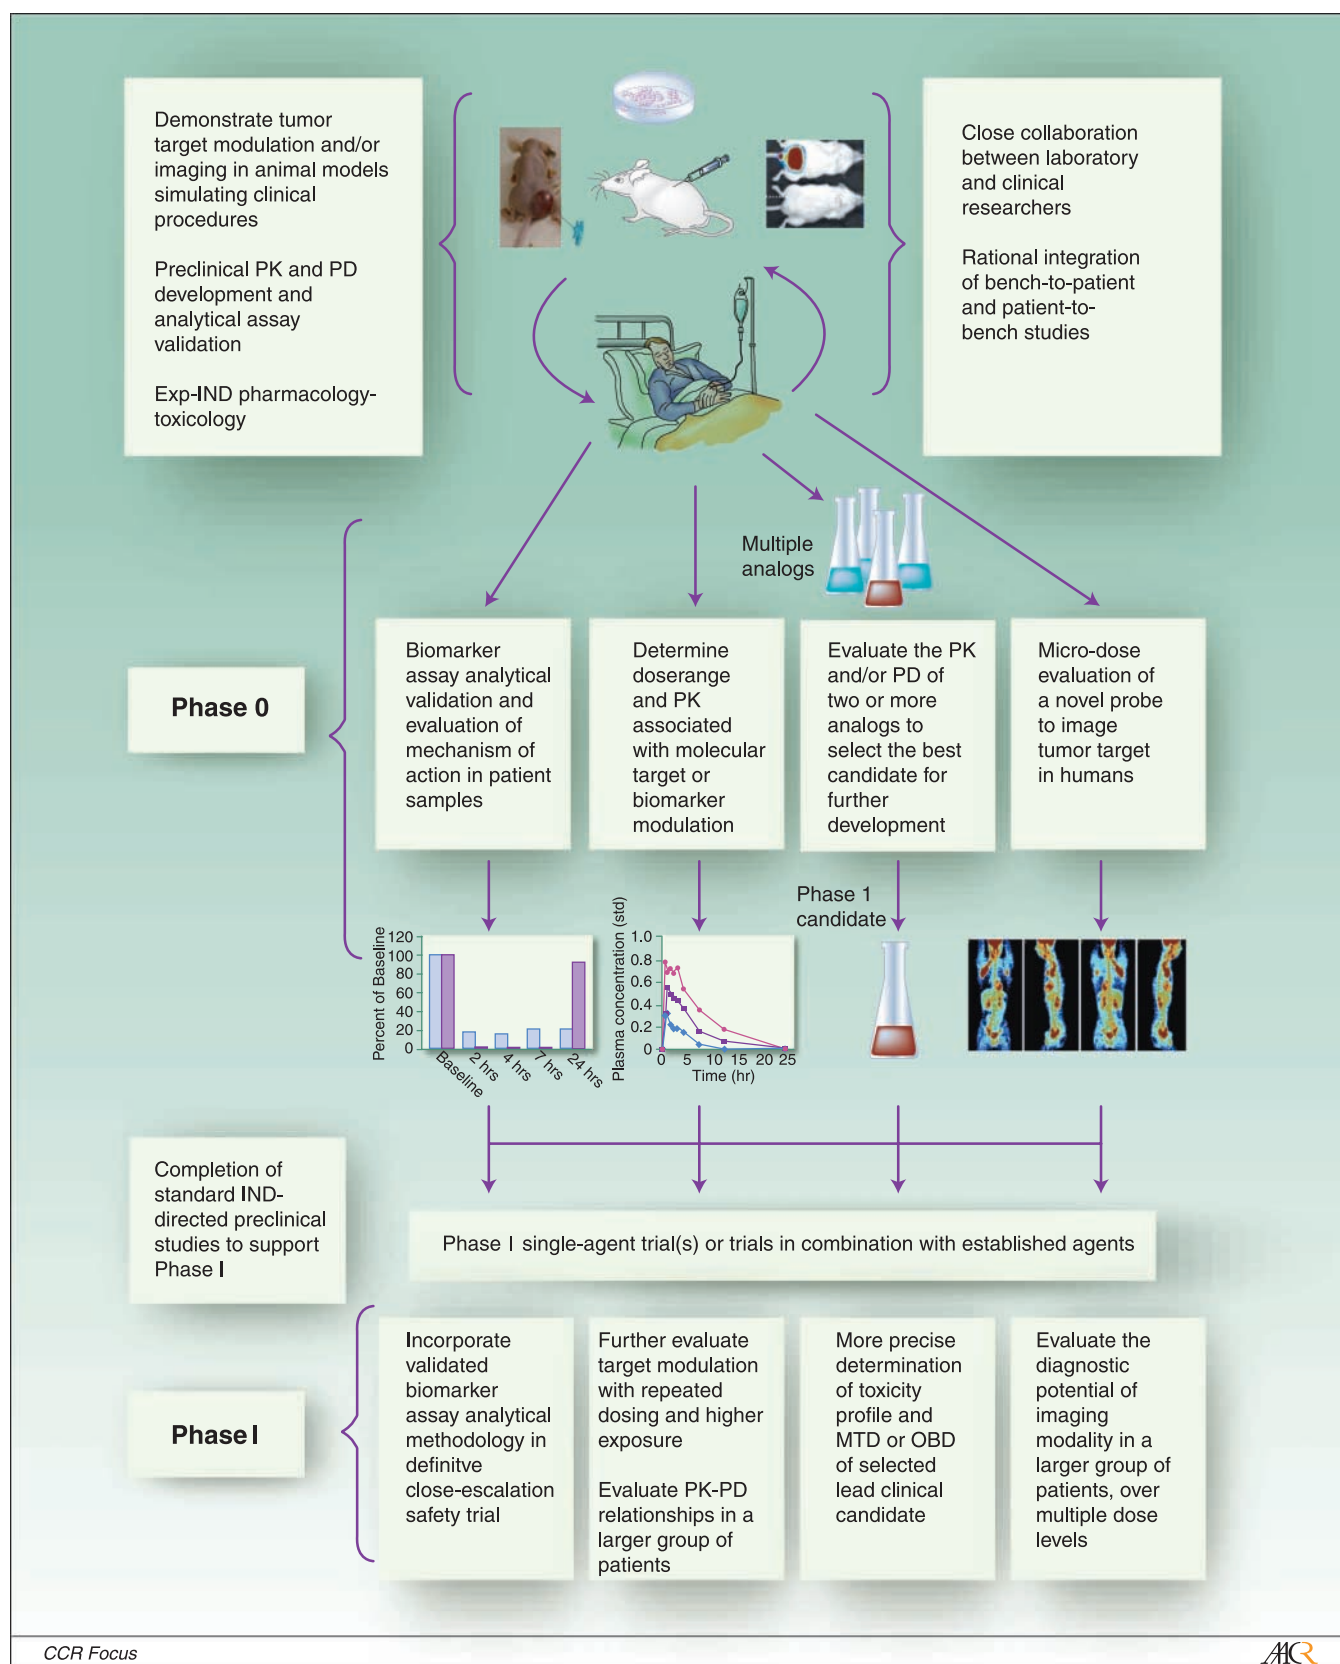 Demonstrate tumor
target modulation and/or
imaging in animal models
simulating clinical
procedures
Preclinical PK and PD
development and
analytical assay
validation
Exp-IND pharmacology-
toxicology
Close collaboration
between laboratory
and clinical
researchers
Rational integration
of bench-to-patient
and patient-to-
bench studies
Multiple
analogs
Phase 0
Biomarker
assay analytical
validation and
evaluation of
mechanism of
action in patient
samples
Determine
doserange
and PK
associated
with molecular
target or
biomarker
modulation
Evaluate the PK
and/or PD of
two or more
analogs to
select the best
candidate for
further
development
Micro-dose
evaluation of
a novel probe
to image
tumor target
in humans
Percent of Baseline
120
100
80
60
40
20
0
Baseline
2 hrs
4 hrs
7 hrs
24 hrs
Plasma concentration (std)
1.0
0.8
0.6
0.4
0.2
0
0 5 10 15 20 25
Time (hr)
Phase 1
candidate
Completion of
standard IND-
directed preclinical
studies to support
Phase I
Phase I single-agent trial(s) or trials in combination with established agents
Phase I
Incorporate
validated
biomarker
assay analytical
methodology in
definitve
close-escalation
safety trial
Further evaluate
target modulation
with repeated
dosing and higher
exposure
Evaluate PK-PD
relationships in a
larger group of
patients
More precise
determination
of toxicity
profile and
MTD or OBD
of selected
lead clinical
candidate
Evaluate the
diagnostic
potential of
imaging
modality in a
larger group of
patients, over
multiple dose
levels
CCR Focus
AACR